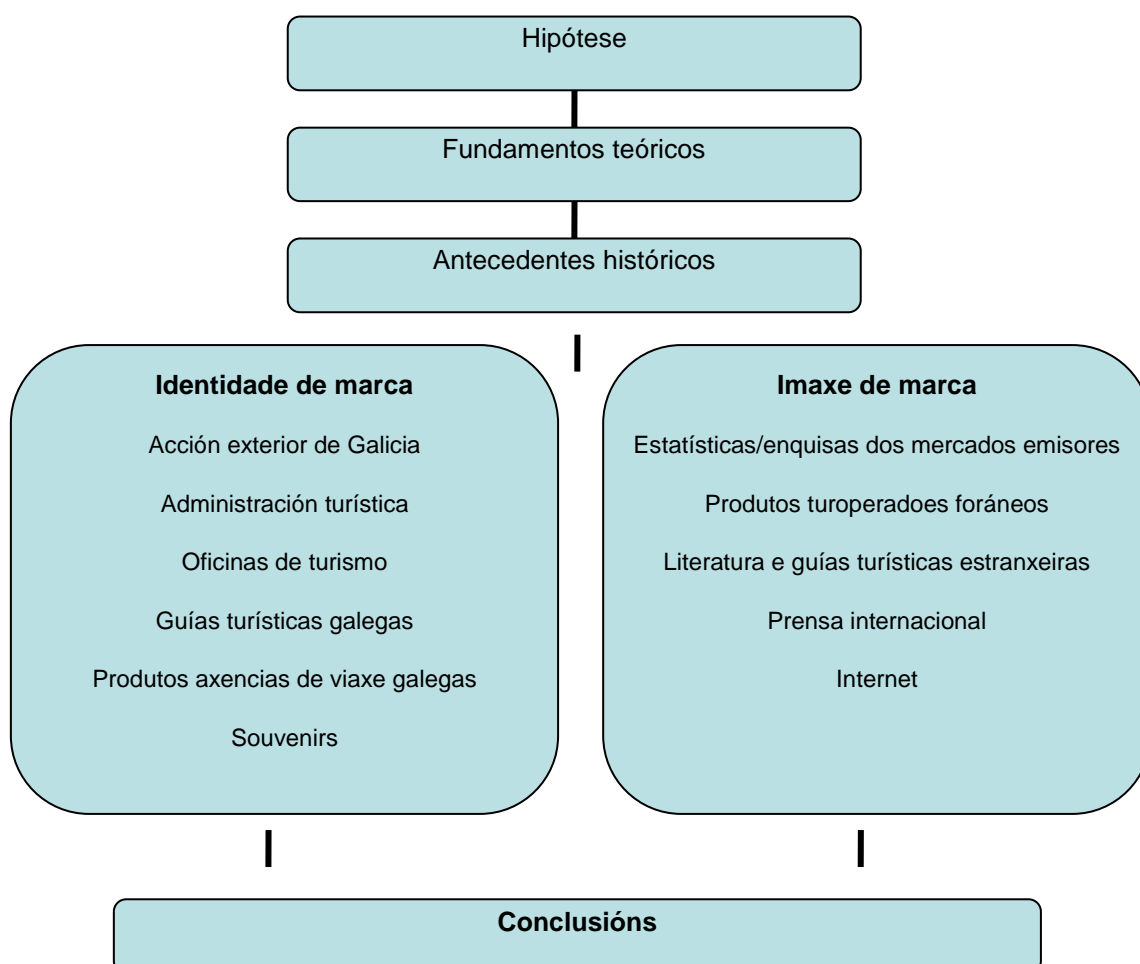 Hipótese
Fundamentos teóricos
Antecedentes históricos
Identidade de marca
Acción exterior de Galicia
Administración turística
Oficinas de turismo
Guías turísticas galegas
Produtos axencias de viaxe galegas
Souvenirs
Imaxe de marca
Estatísticas/enquisas dos mercados emisores
Produtos turoperadoes foráneos
Literatura e guías turísticas estranxeiras
Prensa internacional
Internet
Conclusións